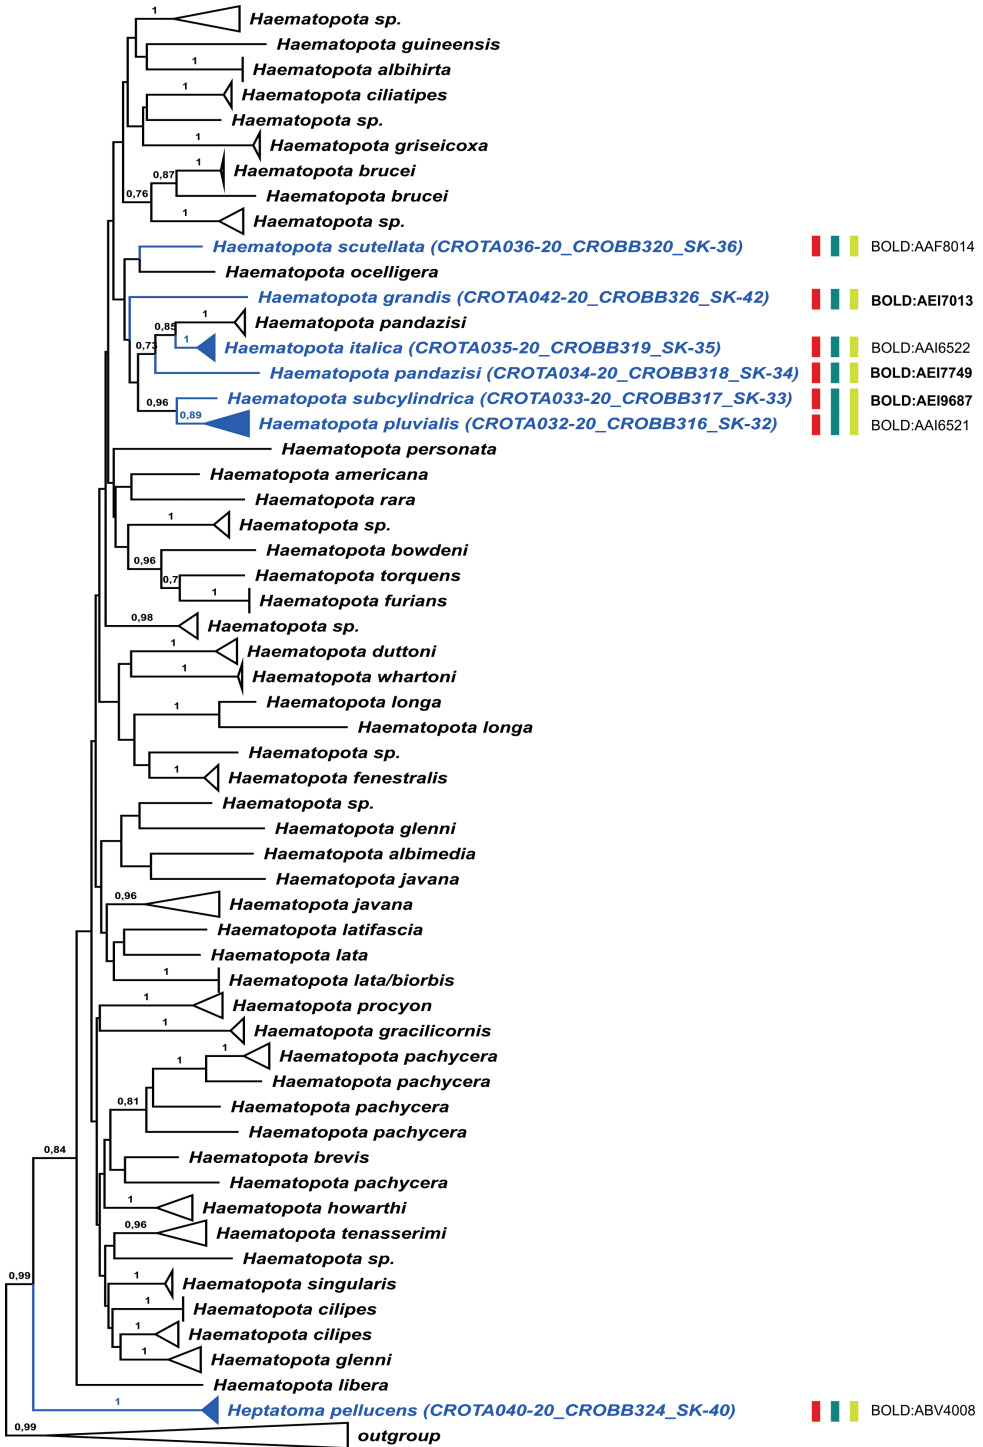 1
Haematopota sp.
Haematopota guineensis
1
Haematopota albihirta
1
Haematopota ciliatipes
Haematopota sp.
1
Haematopota griseicoxa
1
Haematopota brucei
0,87
Haematopota brucei
0,76
1
Haematopota sp.
Haematopota scutellata (CROTA036-20_CROBB320_SK-36) BOLD:AAF8014
Haematopota ocelligera
Haematopota grandis (CROTA042-20_CROBB326_SK-42) BOLD:AEI7013
1
Haematopota pandazisi
0,85
1
Haematopota italica (CROTA035-20_CROBB319_SK-35) BOLD:AAI6522
0,73
Haematopota pandazisi (CROTA034-20_CROBB318_SK-34) BOLD:AEI7749
Haematopota subcylindrica (CROTA033-20_CROBB317_SK-33) BOLD:AEI9687
0,96
0,89
Haematopota pluvialis (CROTA032-20_CROBB316_SK-32) BOLD:AAI6521
Haematopota personata
Haematopota americana
Haematopota rara
1
Haematopota sp.
Haematopota bowdeni
0,96
Haematopota torquens
0,7
1
Haematopota furians
0,98
Haematopota sp.
1
Haematopota duttoni
1
Haematopota whartoni
Haematopota longa
1
Haematopota longa
Haematopota sp.
1
Haematopota fenestralis
Haematopota sp.
Haematopota glenni
Haematopota albimedia
Haematopota javana
0,96
Haematopota javana
Haematopota latifascia
Haematopota lata
1
Haematopota lata/biorbis
1
Haematopota procyon
1
Haematopota gracilicornis
1
Haematopota pachycera
1
Haematopota pachycera
0,81
Haematopota pachycera
Haematopota pachycera
Haematopota brevis
0,84
Haematopota pachycera
1
Haematopota howarthi
0,96
Haematopota tenasserimi
Haematopota sp.
0,99
1
Haematopota singularis
1
Haematopota cilipes
1
Haematopota cilipes
1
Haematopota glenni
Haematopota libera
1
Heptatoma pellucens (CROTA040-20_CROBB324_SK-40) BOLD:ABV4008
0,99
outgroup